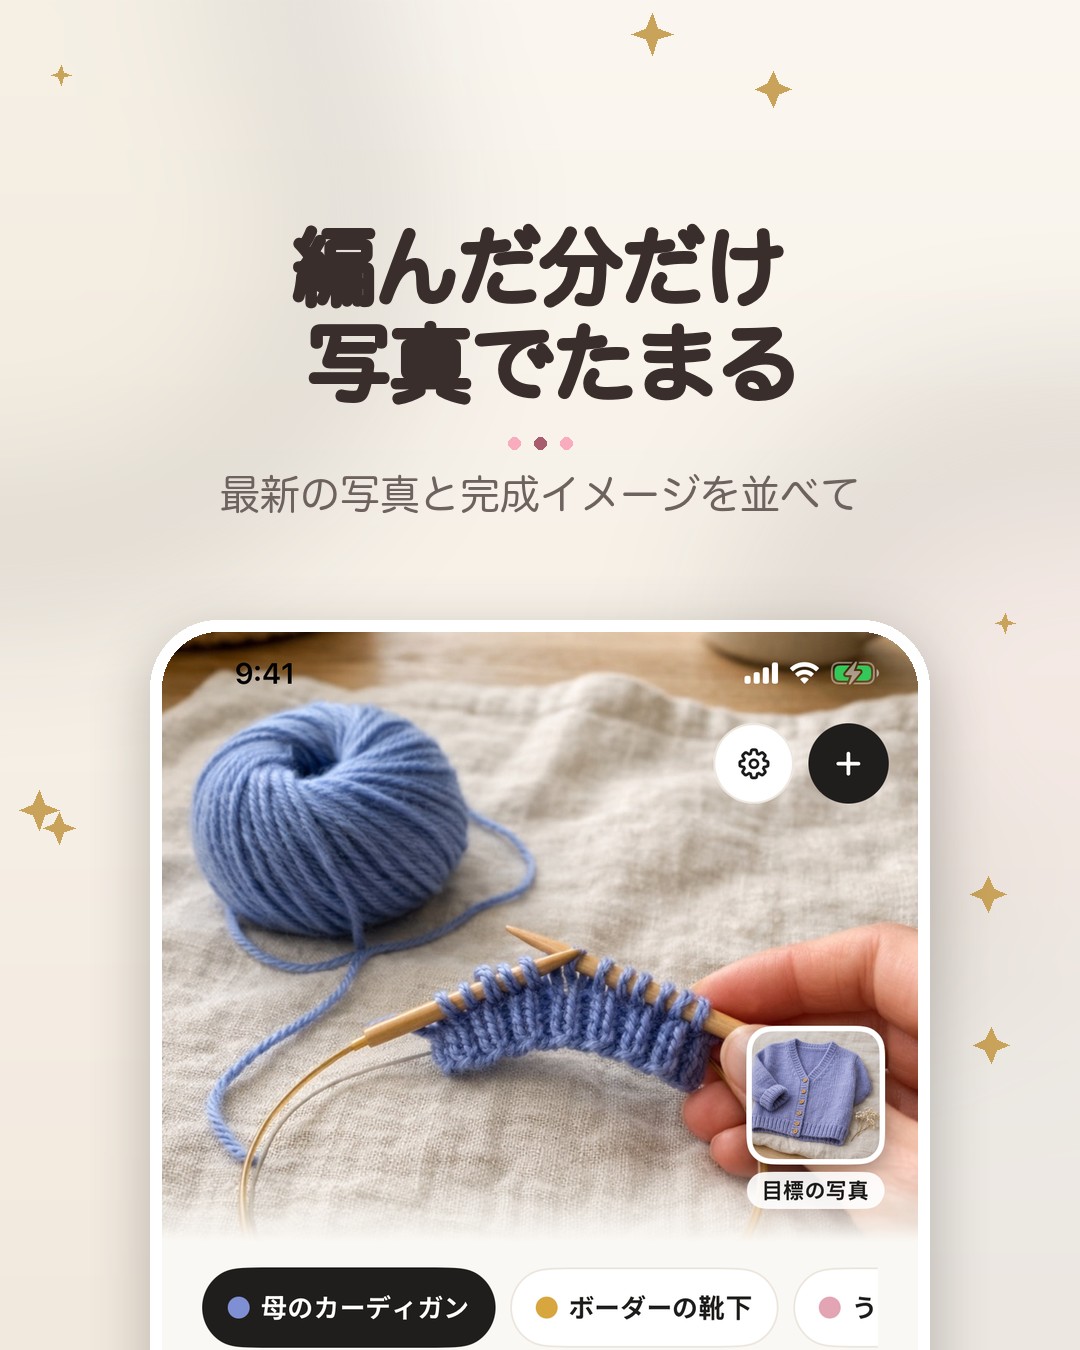 編んだ分だけ
写真でたまる
最新の写真と完成イメージを並べて
9:41
目標の写真
母のカーディガン
ボーダーの靴下
う